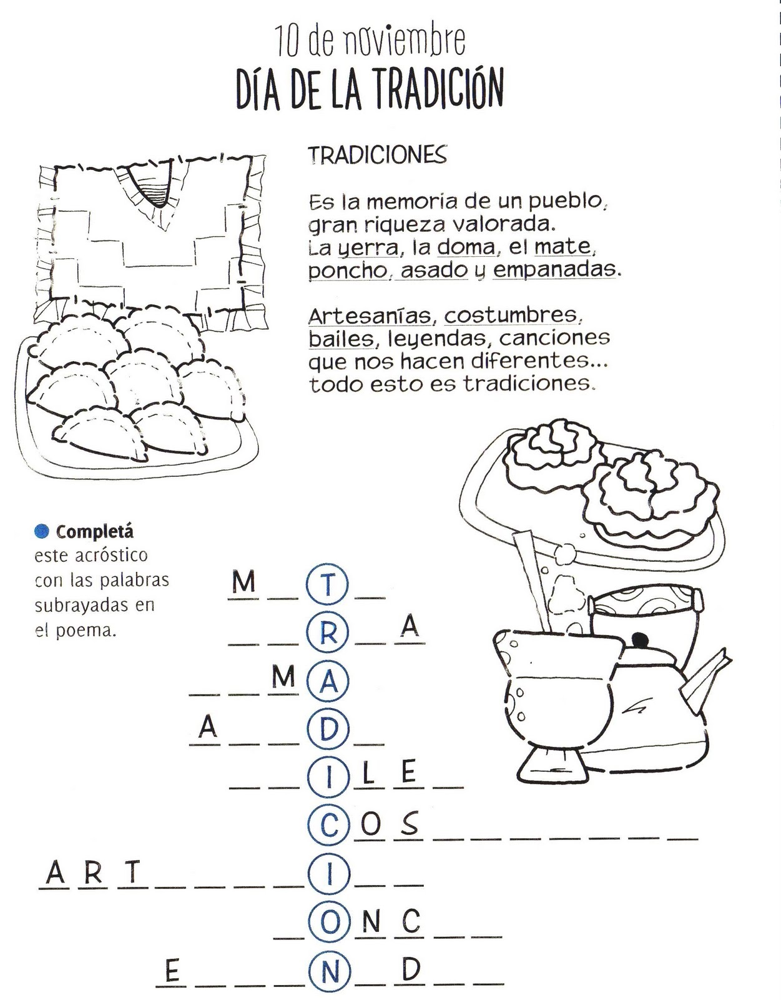 10 de noviembre
DÍA DE LA TRADICIÓN
TRADICIONES
Es la memoria de un pueblo,
gran riqueza valorada.
La yerra, la doma, el mate,
poncho, asado y empanadas.
Artesanías, costumbres,
bailes, leyendas, canciones
que nos hacen diferentes...
todo esto es tradiciones.
Completá
este acróstico
con las palabras
subrayadas en
el poema.
M _ T _
_ _ R _ A
_ _ M A
A _ _ D _
_ _ I L E _
C O S _ _ _ _ _ _ _
A R T _ _ _ _ I _ _
_ O N C _ _
E _ _ _ N _ D _ _